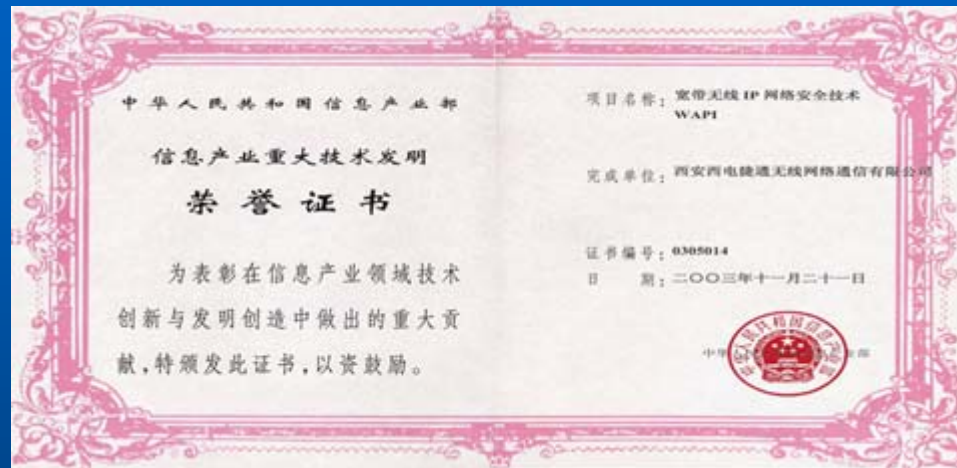 中华人民共和国信息产业部
信息产业重大技术发明
荣誉证书
为表彰在信息产业领域技术
创新与发明创造中做出的重大贡
献，特颁发此证书，以资鼓励。
项目名称：宽带无线 IP 网络安全技术
WAPI
完成单位：西安西电捷通无线网络通信有限公司
证书编号：0305014
日 期：二〇〇三年十一月二十一日